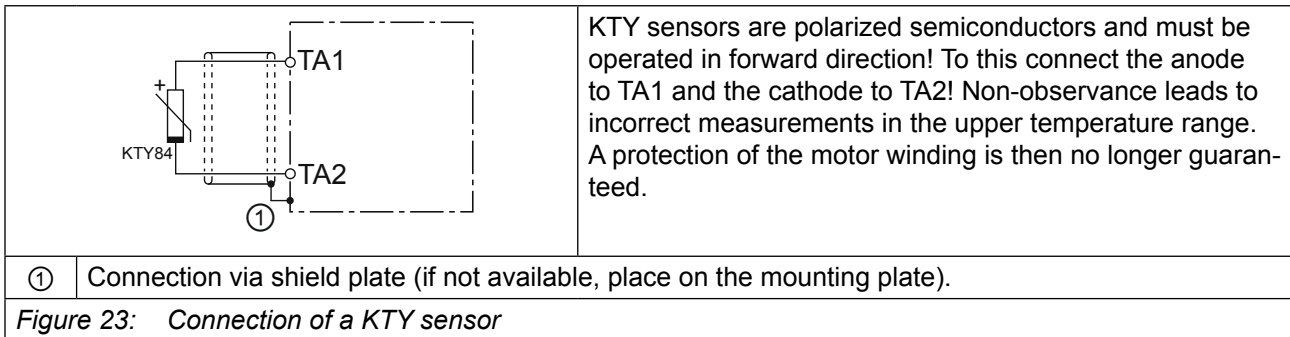 TA1
+
KTY84
TA2
①
KTY sensors are polarized semiconductors and must be
operated in forward direction! To this connect the anode
to TA1 and the cathode to TA2! Non-observance leads to
incorrect measurements in the upper temperature range.
A protection of the motor winding is then no longer guaran-
teed.
① Connection via shield plate (if not available, place on the mounting plate).
Figure 23: Connection of a KTY sensor